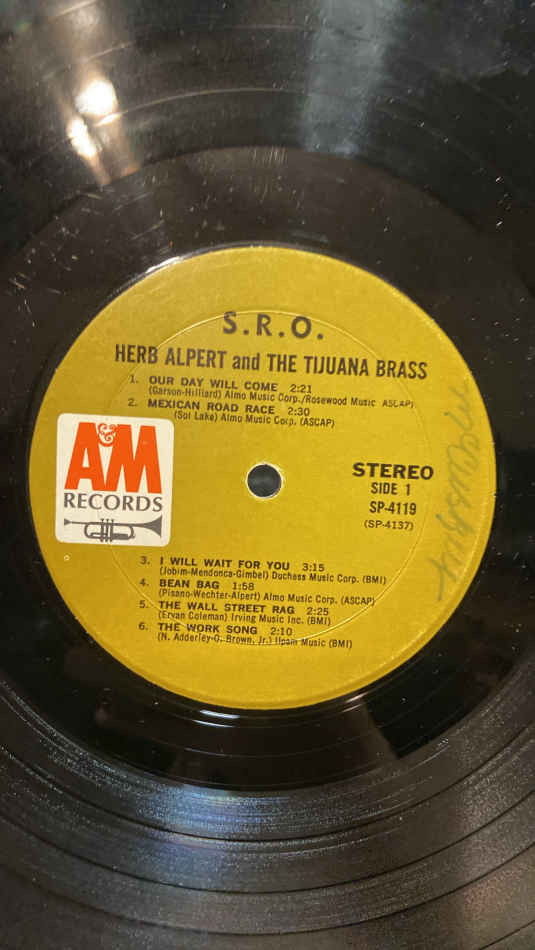 S.R.O.
HERB ALPERT and THE TIJUANA BRASS
1. OUR DAY WILL COME 2:21
(Garson-Hilliard) Almo Music Corp./Rosewood Music ASCAP)
2. MEXICAN ROAD RACE 2:30
(Sol Lake) Almo Music Corp. (ASCAP)
A&M
RECORDS
STEREO
SIDE 1
SP-4119
(SP-4137)
3. I WILL WAIT FOR YOU 3:15
(Jobim-Mendonca-Gimbel) Duchess Music Corp. (BMI)
4. BEAN BAG 1:58
(Pisano-Wechter-Alpert) Almo Music Corp. (ASCAP)
5. THE WALL STREET RAG 2:25
(Ervan Coleman) Irving Music Inc. (BMI)
6. THE WORK SONG 2:10
(N. Adderley-O. Brown, Jr.) Upam Music (BMI)